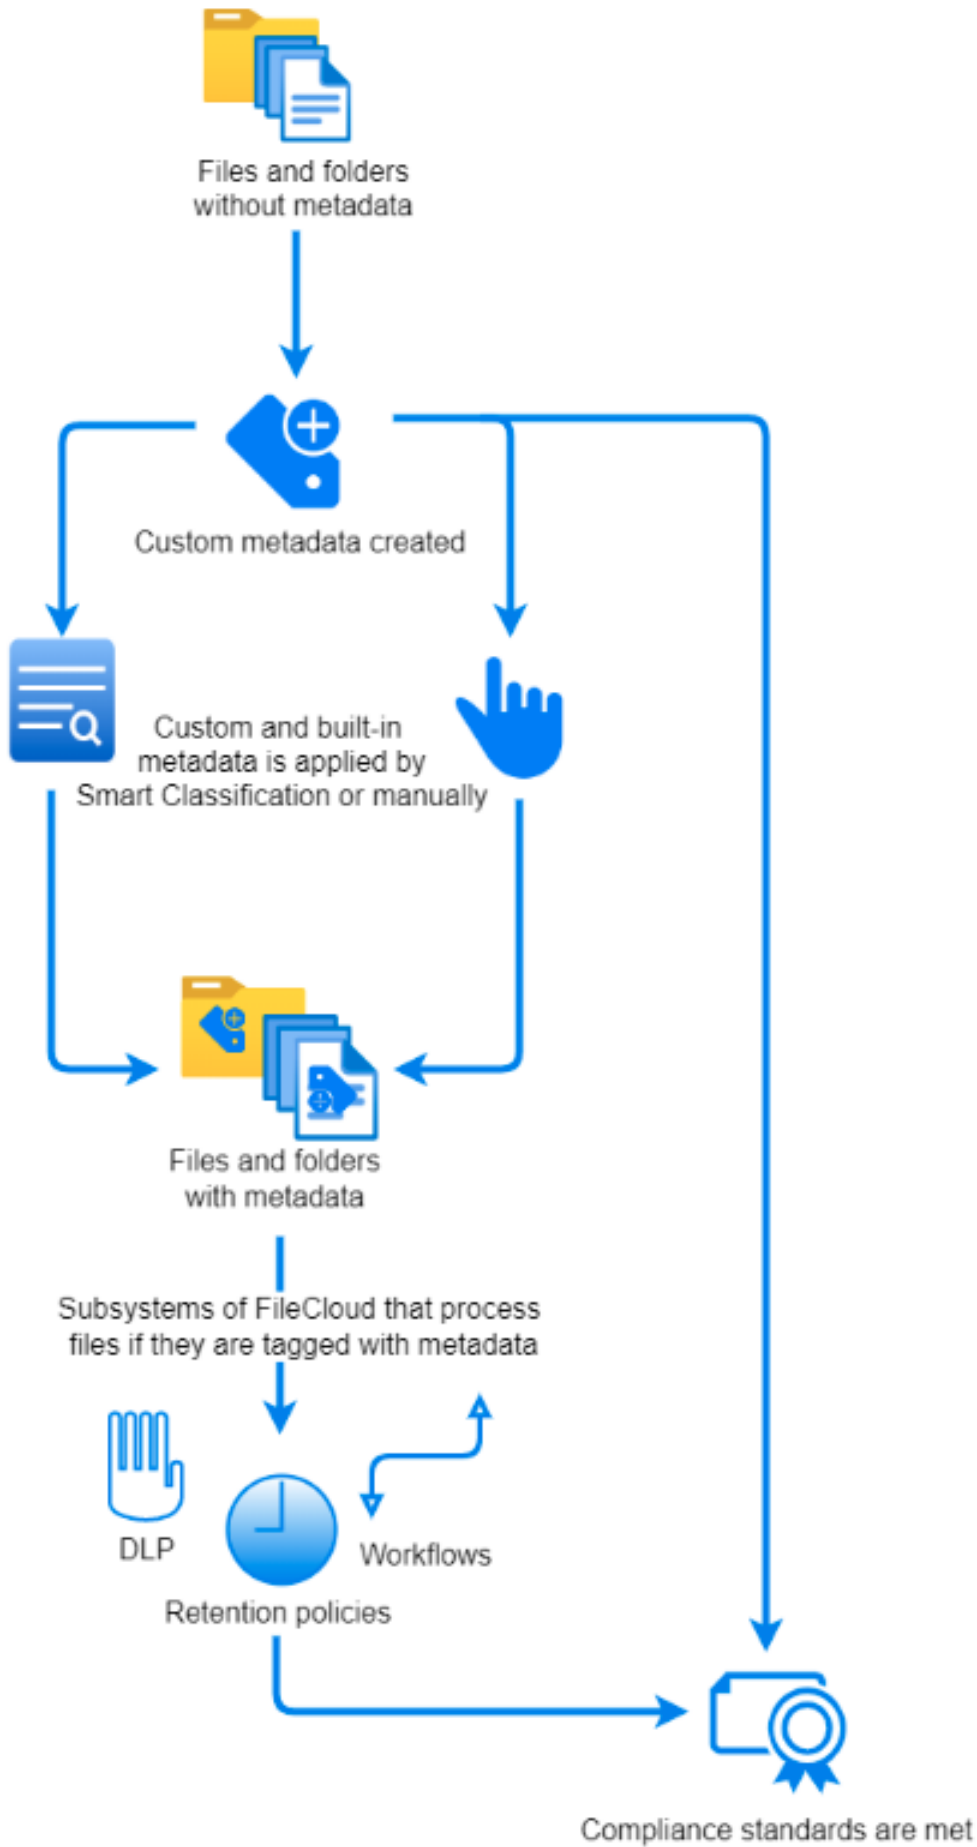 Files and folders
without metadata
Custom metadata created
Custom and built-in
metadata is applied by
Smart Classification or manually
Files and folders
with metadata
Subsystems of FileCloud that process
files if they are tagged with metadata
DLP
Workflows
Retention policies
Compliance standards are met